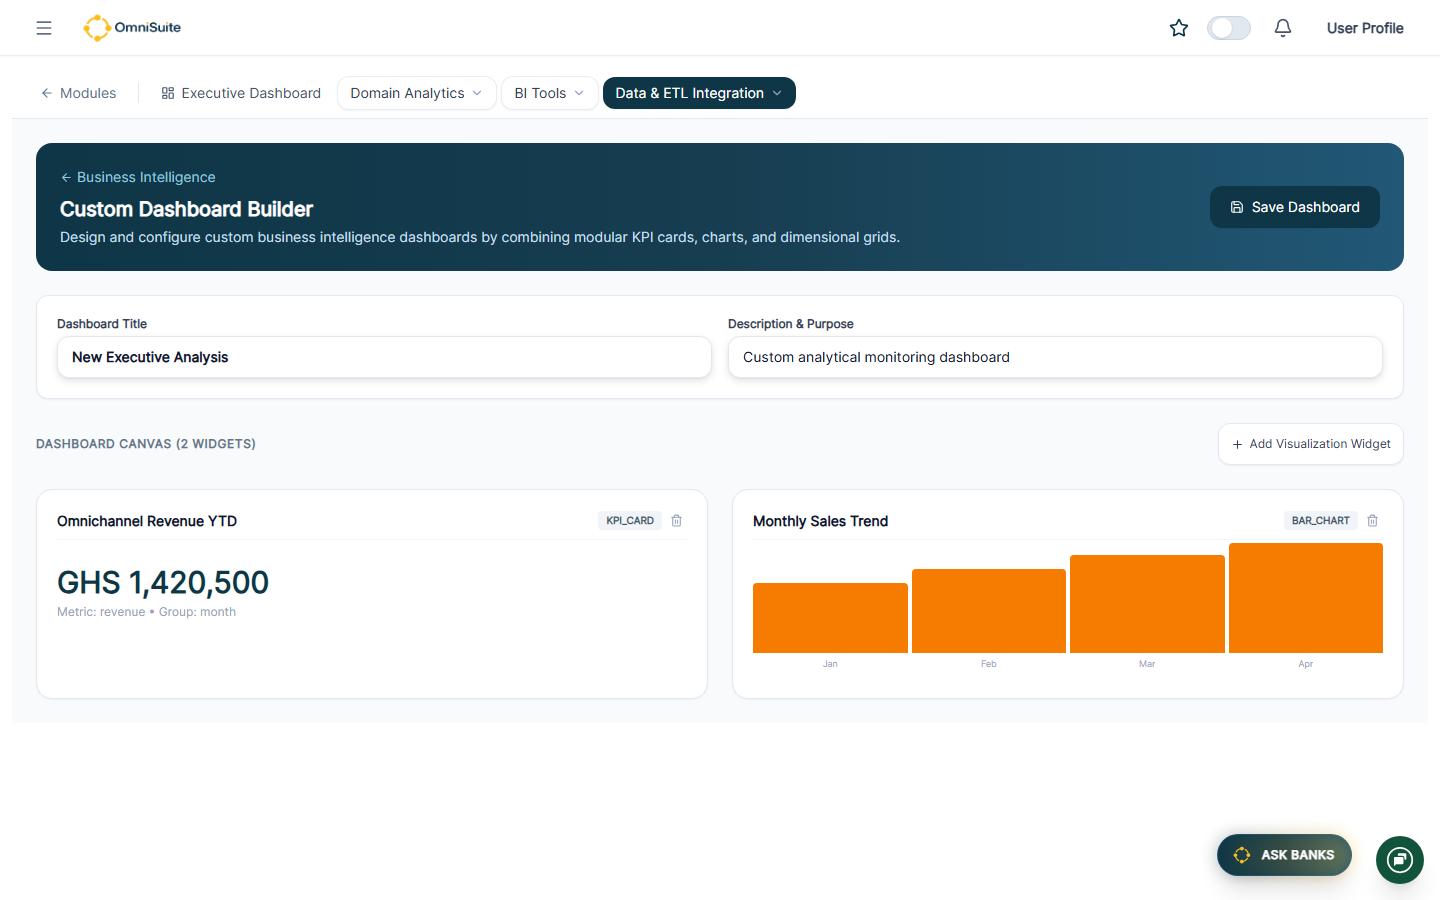 OmniSuite
User Profile
Modules
Executive Dashboard
Domain Analytics
BI Tools
Data & ETL Integration
Business Intelligence
Custom Dashboard Builder
Design and configure custom business intelligence dashboards by combining modular KPI cards, charts, and dimensional grids.
Save Dashboard
Dashboard Title
New Executive Analysis
Description & Purpose
Custom analytical monitoring dashboard
DASHBOARD CANVAS (2 WIDGETS)
+ Add Visualization Widget
Omnichannel Revenue YTD
KPI_CARD
GHS 1,420,500
Metric: revenue • Group: month
Monthly Sales Trend
BAR_CHART
Jan Feb Mar Apr
ASK BANKS